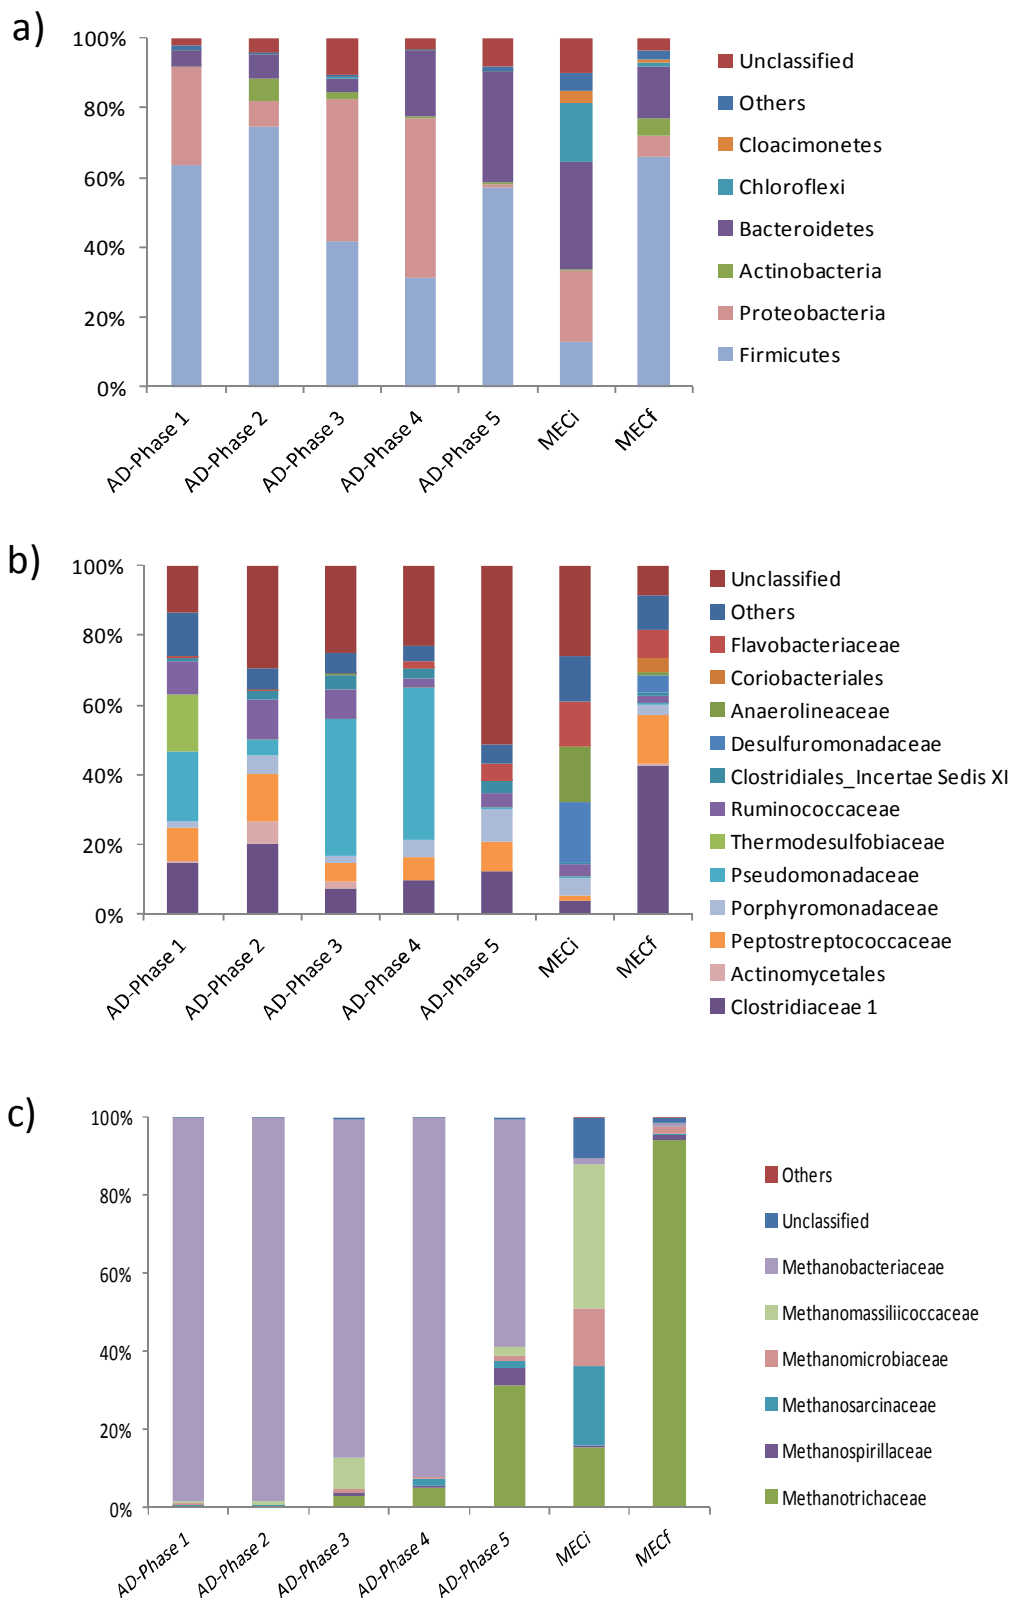 a)
100%
80%
60%
40%
20%
0%
AD-Phase 1
AD-Phase 2
AD-Phase 3
AD-Phase 4
AD-Phase 5
MECi
MECf
Unclassified
Others
Cloacimonetes
Chloroflexi
Bacteroidetes
Actinobacteria
Proteobacteria
Firmicutes
b)
100%
80%
60%
40%
20%
0%
AD-Phase 1
AD-Phase 2
AD-Phase 3
AD-Phase 4
AD-Phase 5
MECi
MECf
Unclassified
Others
Flavobacteriaceae
Coriobacteriales
Anaerolineaceae
Desulfuromonadaceae
Clostridiales_Incertae Sedis XI
Ruminococcaceae
Thermodesulfobiaceae
Pseudomonadaceae
Porphyromonadaceae
Peptostreptococcaceae
Actinomycetales
Clostridiaceae 1
c)
100%
80%
60%
40%
20%
0%
AD-Phase 1
AD-Phase 2
AD-Phase 3
AD-Phase 4
AD-Phase 5
MECi
MECf
Others
Unclassified
Methanobacteriaceae
Methanomassiliicoccaceae
Methanomicrobiaceae
Methanosarcinaceae
Methanospirillaceae
Methanotrichaceae